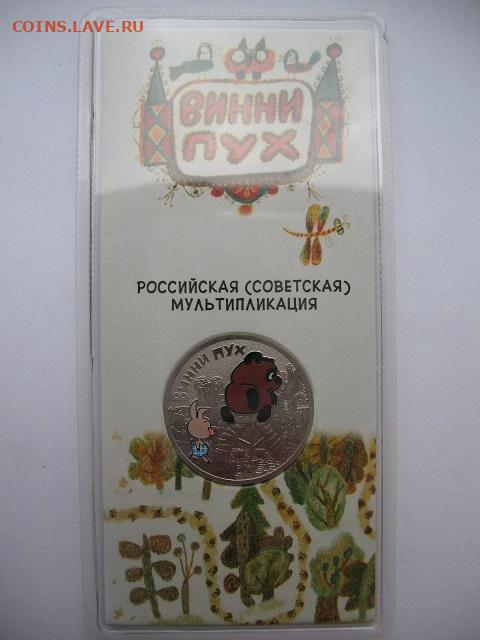 COINS.LAVE.RU
ВИННИ
ПУХ
РОССИЙСКАЯ (СОВЕТСКАЯ)
МУЛЬТИПЛИКАЦИЯ
ВИННИ ПУХ